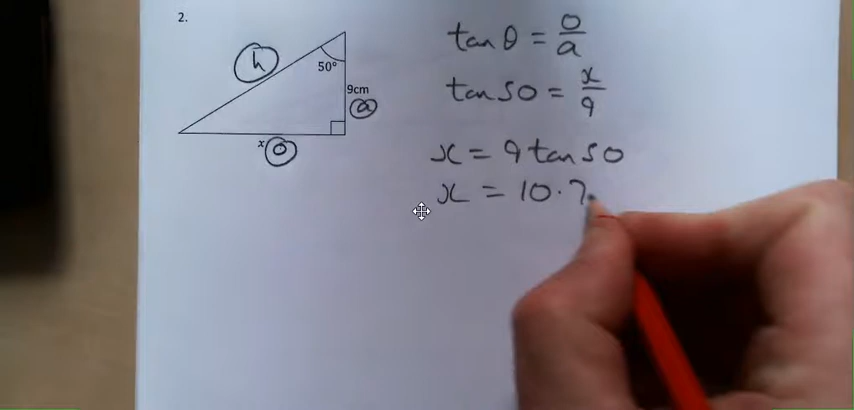 2.
h
50°
9cm
a
x o
tan θ = o/a
tan 50 = x/9
x = 9 tan 50
x = 10.7